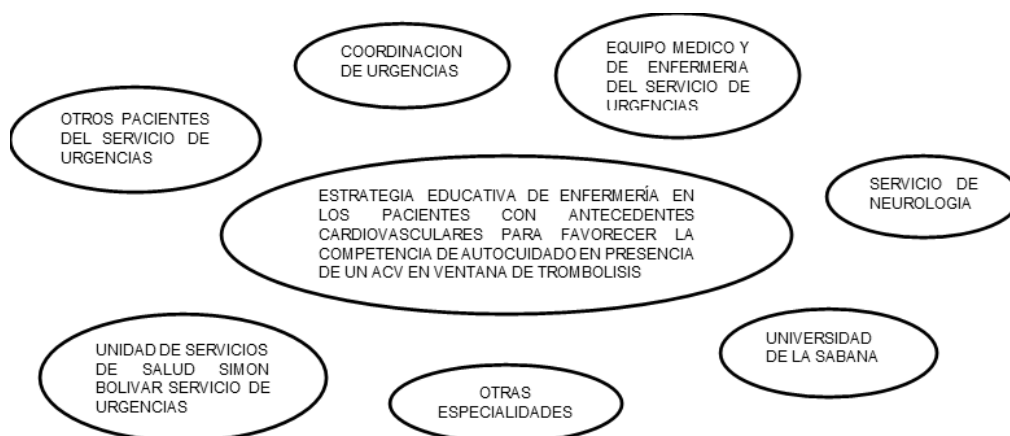 COORDINACION
DE URGENCIAS
EQUIPO MEDICO Y
DE ENFERMERIA
DEL SERVICIO DE
URGENCIAS
OTROS PACIENTES
DEL SERVICIO DE
URGENCIAS
ESTRATEGIA EDUCATIVA DE ENFERMERÍA EN
LOS PACIENTES CON ANTECEDENTES
CARDIOVASCULARES PARA FAVORECER LA
COMPETENCIA DE AUTOCUIDADO EN PRESENCIA
DE UN ACV EN VENTANA DE TROMBOLISIS
SERVICIO DE
NEUROLOGIA
UNIDAD DE SERVICIOS
DE SALUD SIMON
BOLIVAR SERVICIO DE
URGENCIAS
OTRAS
ESPECIALIDADES
UNIVERSIDAD
DE LA SABANA